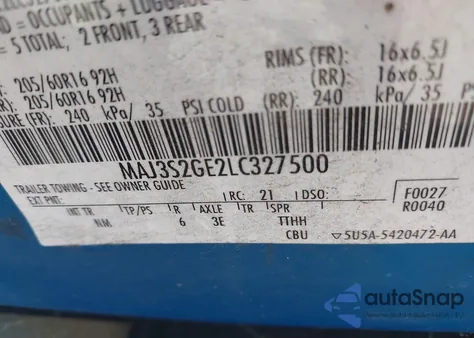 = OCCUPANTS + LUGGAGE
= 5 TOTAL; 2 FRONT, 3 REAR
RIMS (FR): 16x6.5J
: 205/60R16 92H (RR): 16x6.5J
R): 205/60R16 92H
(FR): 240 kPa/ 35 PSI COLD (RR): 240 kPa/ 35
MAJ3S2GE2LC327500
TRAILER TOWING - SEE OWNER GUIDE
EXT PNT: RC: 21 DSO: F0027
R0040
INT TR TP/PS R AXLE TR SPR
NM 6 3E TTHH
CBU 5U5A-5420472-AA
autoSnap